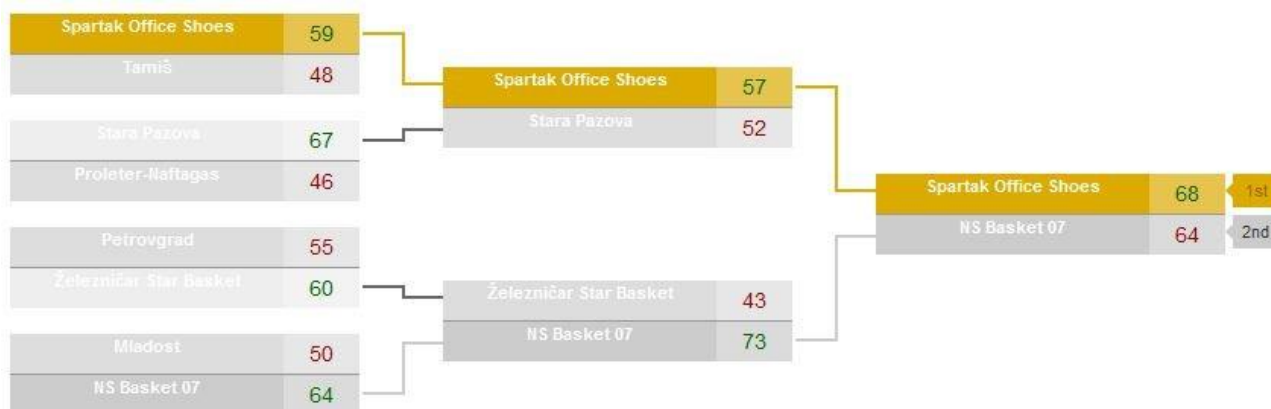 Spartak Office Shoes 59
Tamiš 48
Stara Pazova 67
Proleter-Naftagas 46
Petrovgrad 55
Železničar Star Basket 60
Mladost 50
NS Basket 07 64
Spartak Office Shoes 57
Stara Pazova 52
Železničar Star Basket 43
NS Basket 07 73
Spartak Office Shoes 68 1st
NS Basket 07 64 2nd